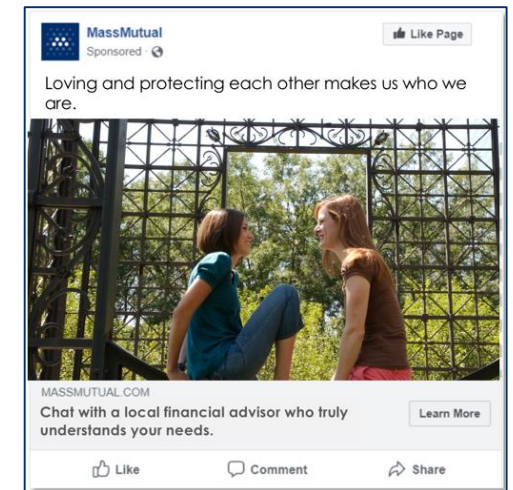 MassMutual
Like Page
Sponsored ·
Loving and protecting each other makes us who we
are.
MASSMUTUAL.COM
Chat with a local financial advisor who truly
understands your needs.
Learn More
Like
Comment
Share